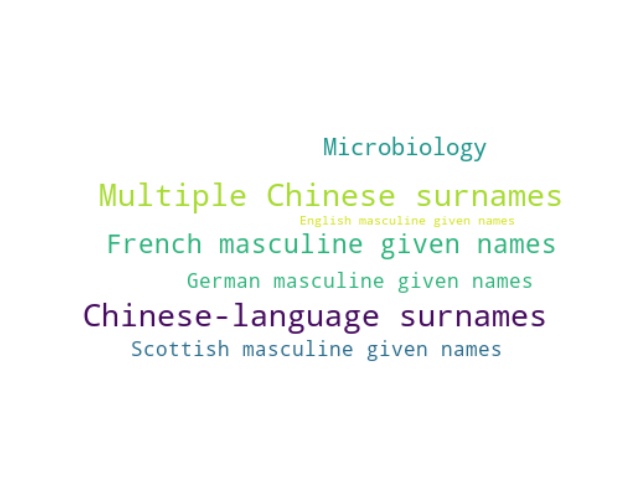 Microbiology
Multiple Chinese surnames
English masculine given names
French masculine given names
German masculine given names
Chinese-language surnames
Scottish masculine given names